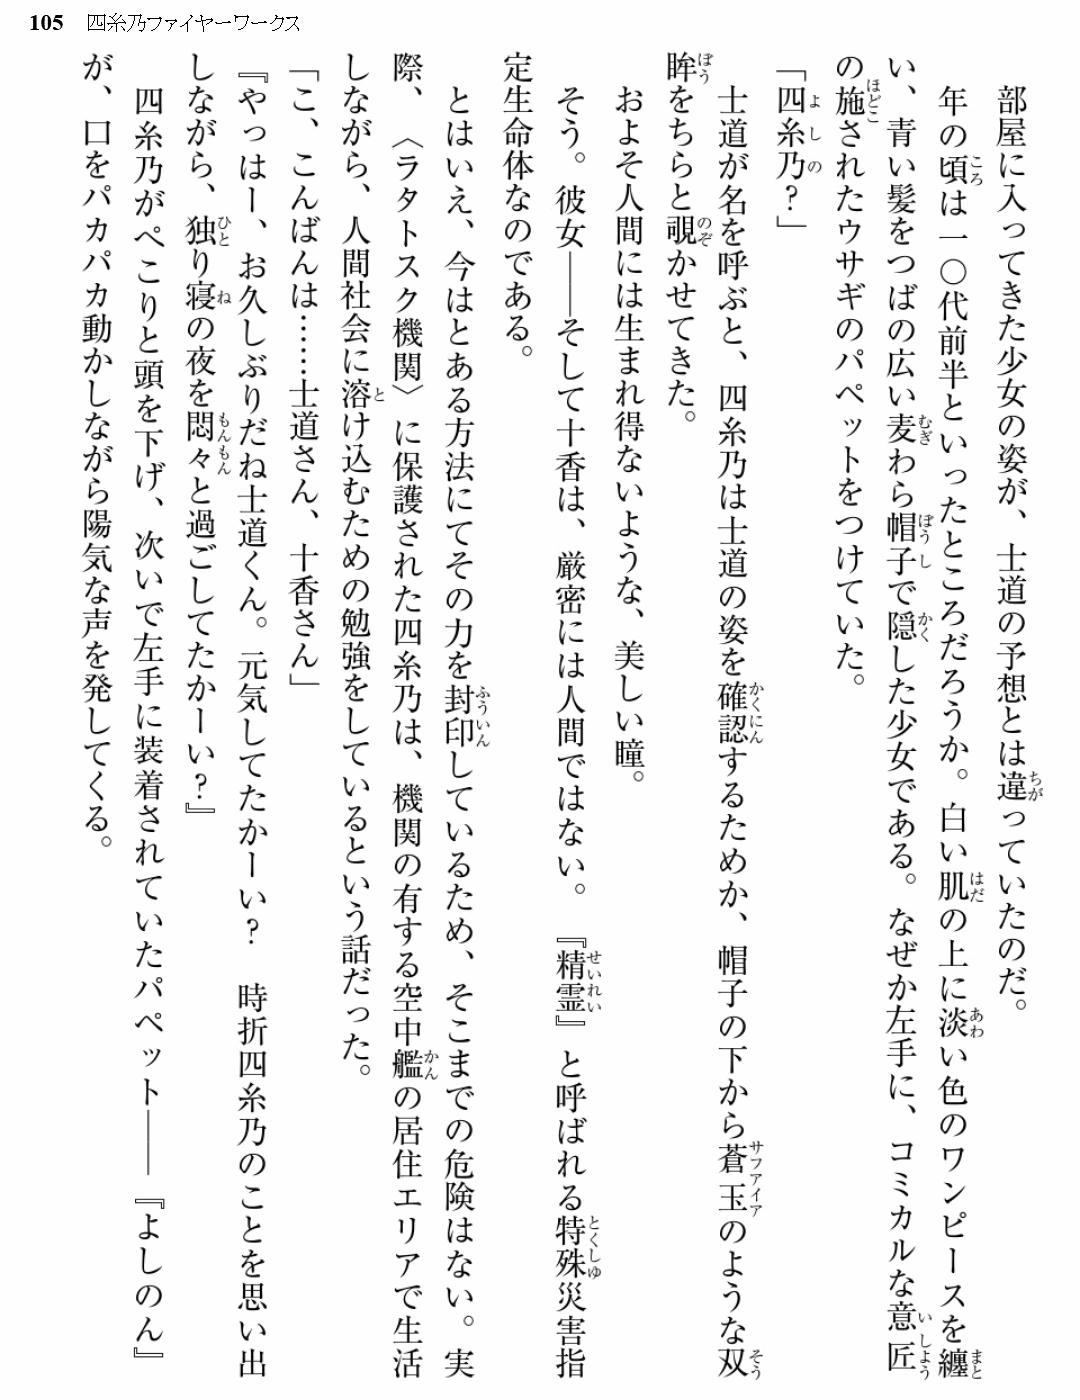 105 四糸乃ファイヤーワークス
部屋に入ってきた少女の姿が、士道の予想とは違っていたのだ。
年の頃は一〇代前半といったところだろうか。白い肌の上に淡い色のワンピースを纏
い、青い髪をつばの広い麦わら帽子で隠した少女である。なぜか左手に、コミカルな意匠
の施されたウサギのパペットをつけていた。
「四糸乃?」
士道が名を呼ぶと、四糸乃は士道の姿を確認するためか、帽子の下から蒼玉のような双
眸をちらと覗かせてきた。
およそ人間には生まれ得ないような、美しい瞳。
そう。彼女――そして十香は、厳密には人間ではない。『精霊』と呼ばれる特殊災害指
定生命体なのである。
とはいえ、今はとある方法にてその力を封印しているため、そこまでの危険はない。実
際、〈ラタトスク機関〉に保護された四糸乃は、機関の有する空中艦の居住エリアで生活
しながら、人間社会に溶け込むための勉強をしているという話だった。
「こ、こんばんは……士道さん、十香さん」
『やっはー、お久しぶりだね士道くん。元気してたかーい? 時折四糸乃のことを思い出
しながら、独り寝の夜を悶々と過ごしてたかーい?』
四糸乃がぺこりと頭を下げ、次いで左手に装着されていたパペット――『よしのん』
が、口をパカパカ動かしながら陽気な声を発してくる。